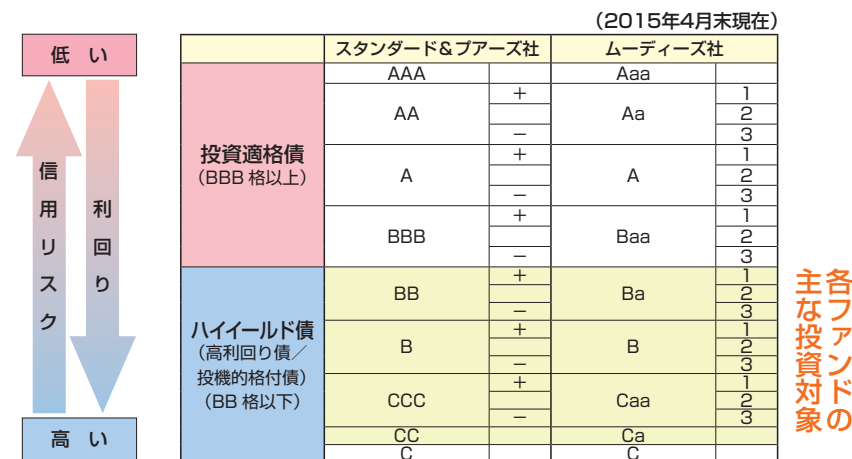 （2015年4月末現在）
低 い
信用リスク
利回り
高 い
スタンダード＆プアーズ社 ムーディーズ社
投資適格債
（BBB 格以上）
AAA Aaa
AA + − Aa 1 2 3
A + − A 1 2 3
BBB + − Baa 1 2 3
ハイイールド債
（高利回り債／
投機的格付債）
（BB 格以下）
BB + − Ba 1 2 3
B + − B 1 2 3
CCC + − Caa 1 2 3
CC Ca
C C
各ファンドの
主な投資対象